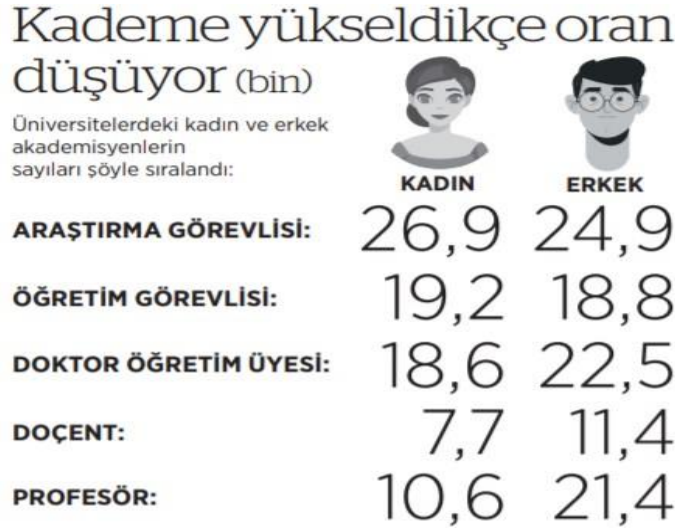 Kademe yükseldikçe oran
düşüyor (bin)
Üniversitelerdeki kadın ve erkek
akademisyenlerin
sayıları şöyle sıralandı:
KADIN ERKEK
ARAŞTIRMA GÖREVLİSİ: 26,9 24,9
ÖĞRETİM GÖREVLİSİ: 19,2 18,8
DOKTOR ÖĞRETİM ÜYESİ: 18,6 22,5
DOÇENT: 7,7 11,4
PROFESÖR: 10,6 21,4